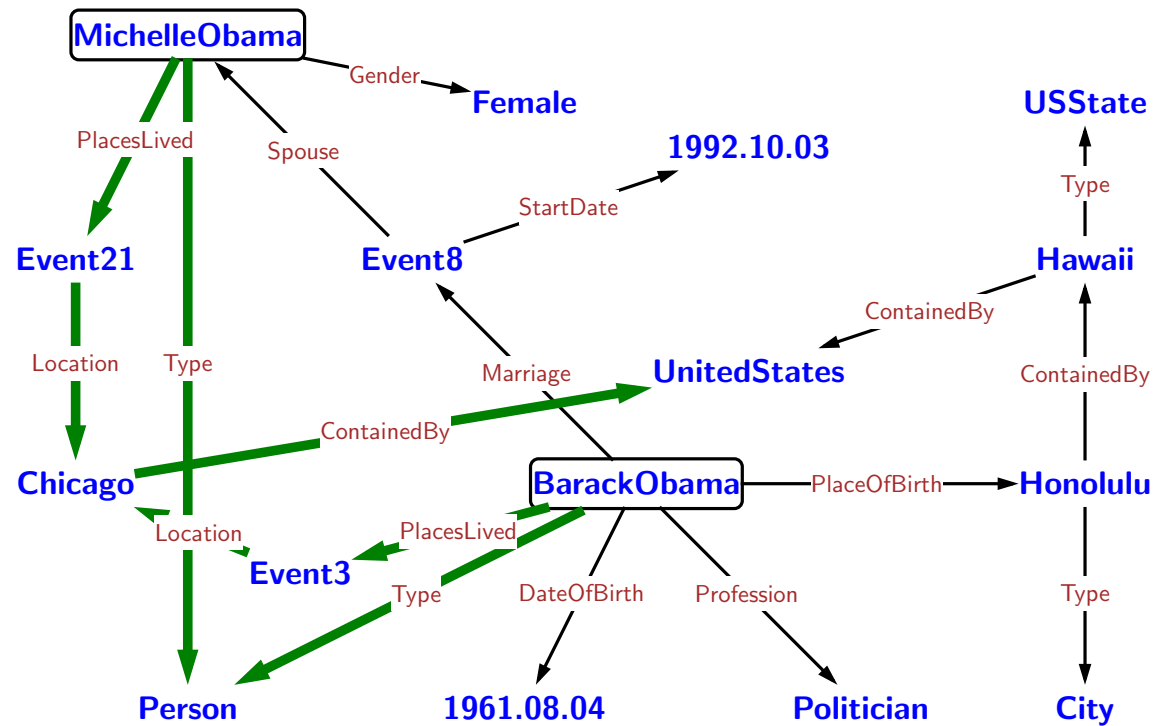 MichelleObama
Gender
Female
USState
PlacesLived
Spouse
1992.10.03
Type
StartDate
Event21
Event8
Hawaii
ContainedBy
Location
Type
Marriage
UnitedStates
ContainedBy
ContainedBy
Chicago
BarackObama
PlaceOfBirth
Honolulu
Location
PlacesLived
Event3
Type
DateOfBirth
Profession
Type
Person
1961.08.04
Politician
City